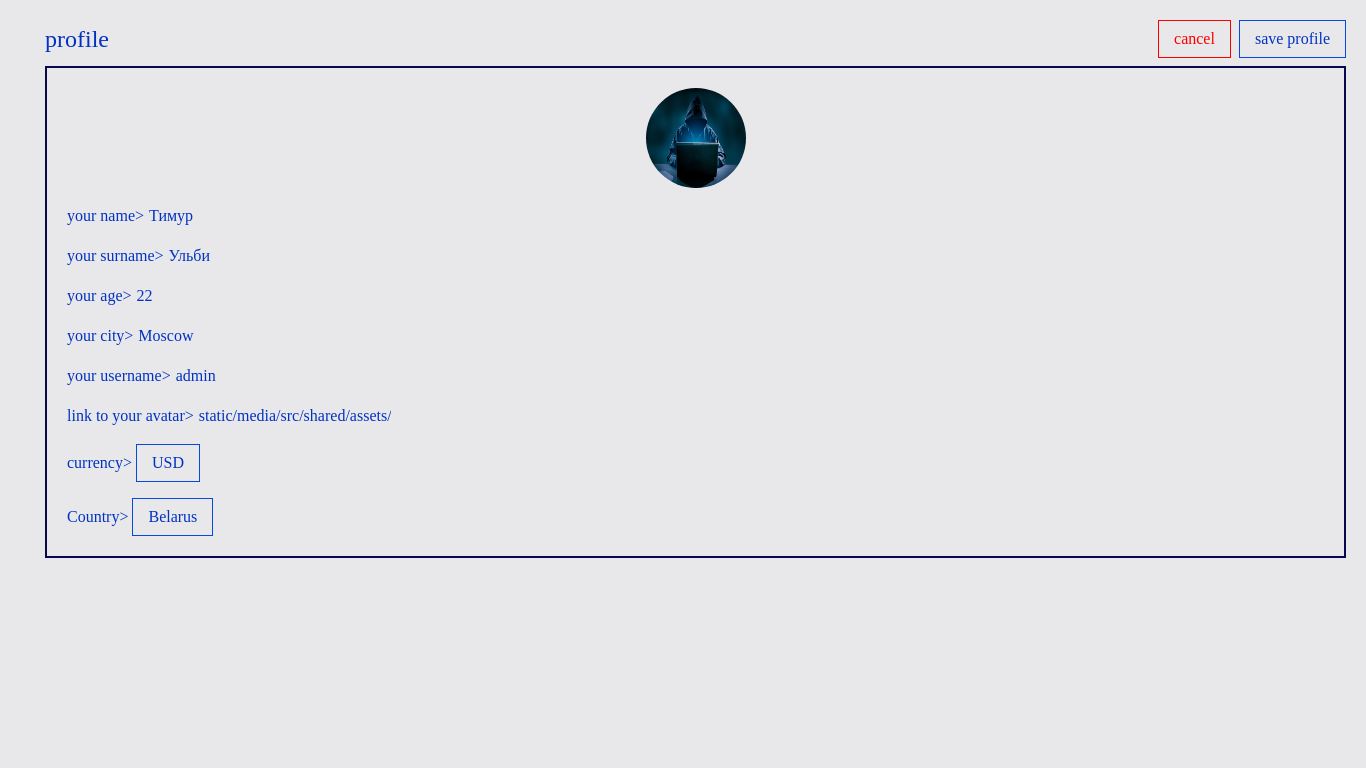 profile
cancel
save profile
your name> Тимур
your surname> Ульби
your age> 22
your city> Moscow
your username> admin
link to your avatar> static/media/src/shared/assets/
currency> USD
Country> Belarus